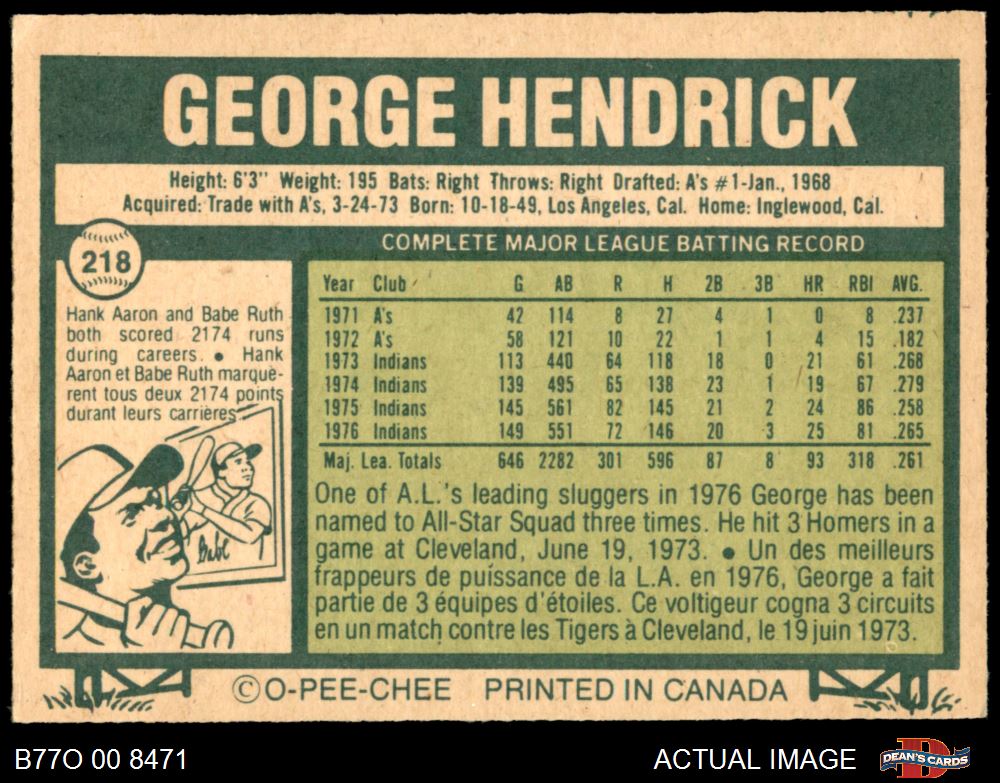 GEORGE HENDRICK
Height: 6'3" Weight: 195 Bats: Right Throws: Right Drafted: A's #1-Jan., 1968
Acquired: Trade with A's, 3-24-73 Born: 10-18-49, Los Angeles, Cal. Home: Inglewood, Cal.
218
Hank Aaron and Babe Ruth
both scored 2174 runs
during careers. • Hank
Aaron et Babe Ruth marquè-
rent tous deux 2174 points
durant leurs carrières.
Babe
COMPLETE MAJOR LEAGUE BATTING RECORD
Year Club G AB R H 2B 3B HR RBI AVG.
1971 A's 42 114 8 27 4 1 0 8 .237
1972 A's 58 121 10 22 1 1 4 15 .182
1973 Indians 113 440 64 118 18 0 21 61 .268
1974 Indians 139 495 65 138 23 1 19 67 .279
1975 Indians 145 561 82 145 21 2 24 86 .258
1976 Indians 149 551 72 146 20 3 25 81 .265
Maj. Lea. Totals 646 2282 301 596 87 8 93 318 .261
One of A.L.'s leading sluggers in 1976 George has been
named to All-Star Squad three times. He hit 3 Homers in a
game at Cleveland, June 19, 1973. • Un des meilleurs
frappeurs de puissance de la L.A. en 1976, George a fait
partie de 3 équipes d'étoiles. Ce voltigeur cogna 3 circuits
en un match contre les Tigers à Cleveland, le 19 juin 1973.
© O-PEE-CHEE PRINTED IN CANADA
B77O 00 8471
ACTUAL IMAGE
D
DEAN'S CARDS